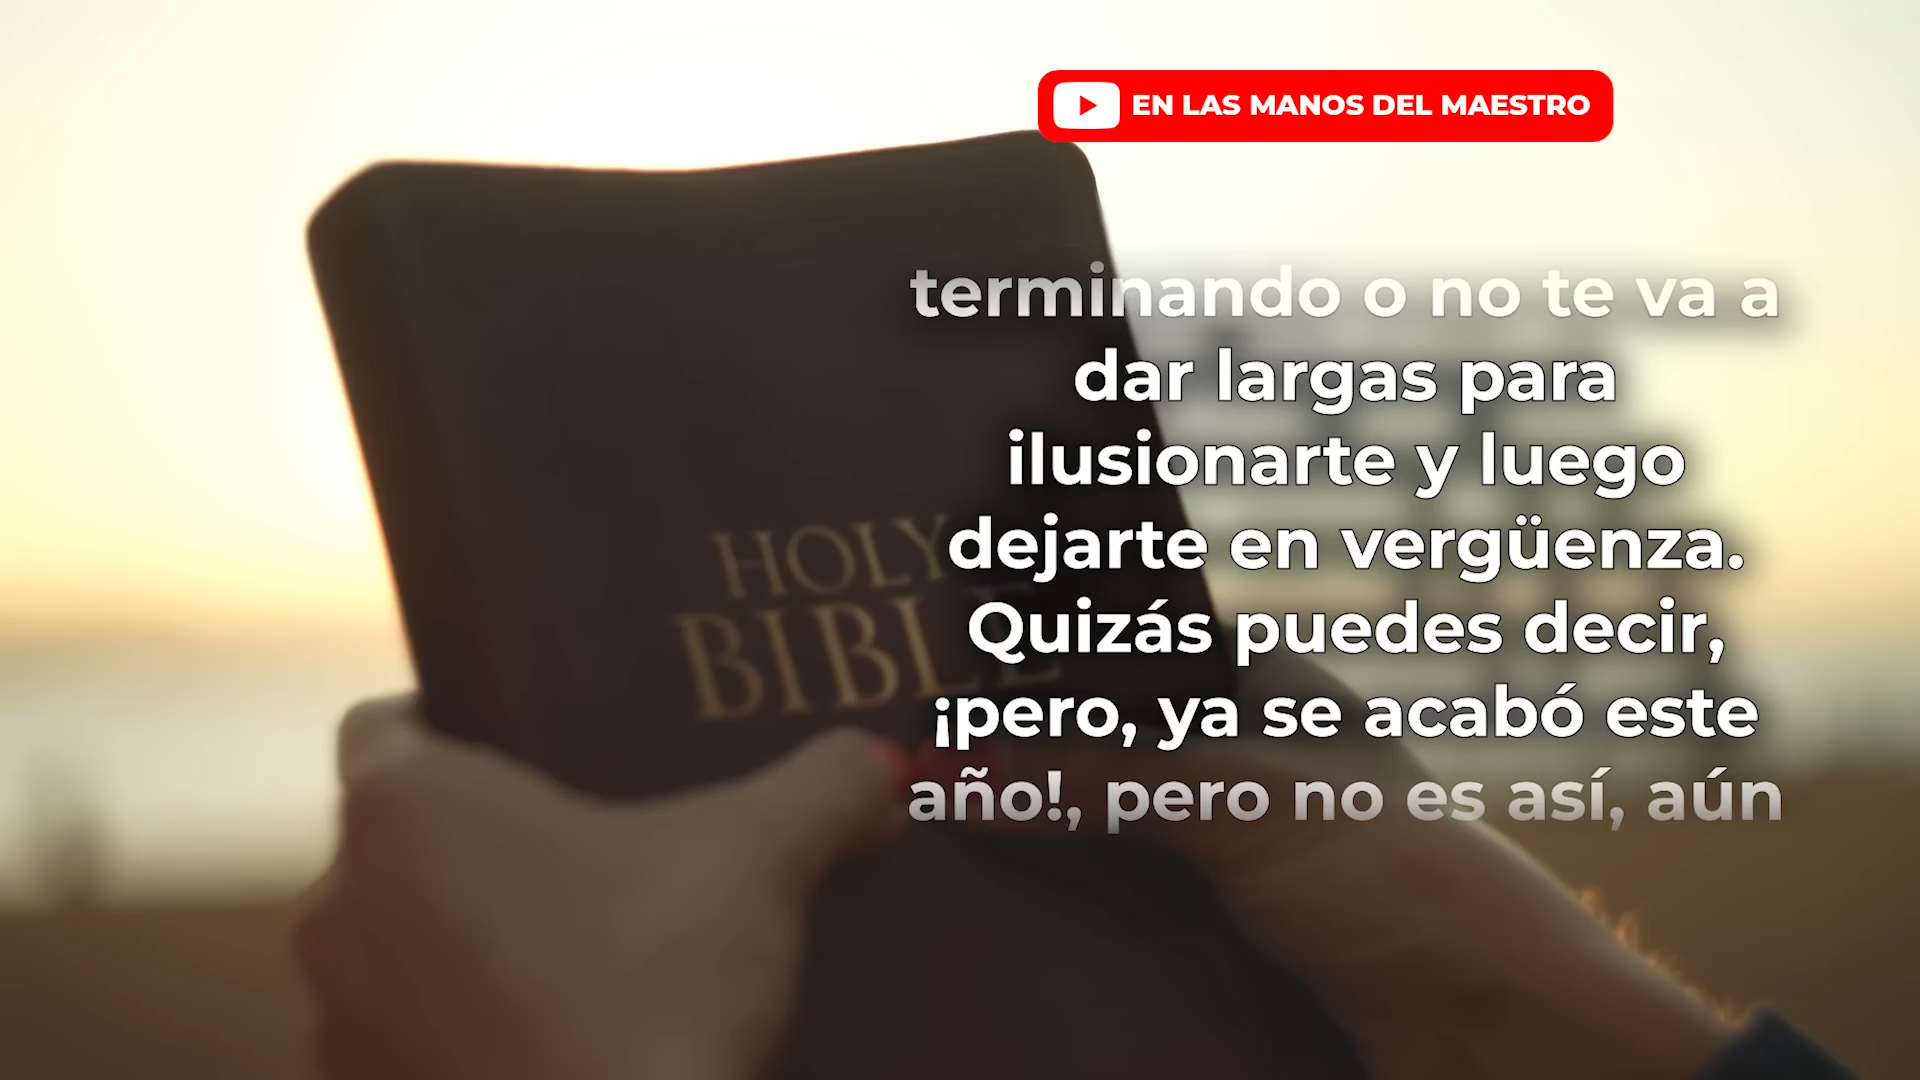 EN LAS MANOS DEL MAESTRO
terminando o no te va a
dar largas para
ilusionarte y luego
dejarte en vergüenza.
Quizás puedes decir,
¡pero, ya se acabó este
año!, pero no es así, aún
HOLY
BIBLE